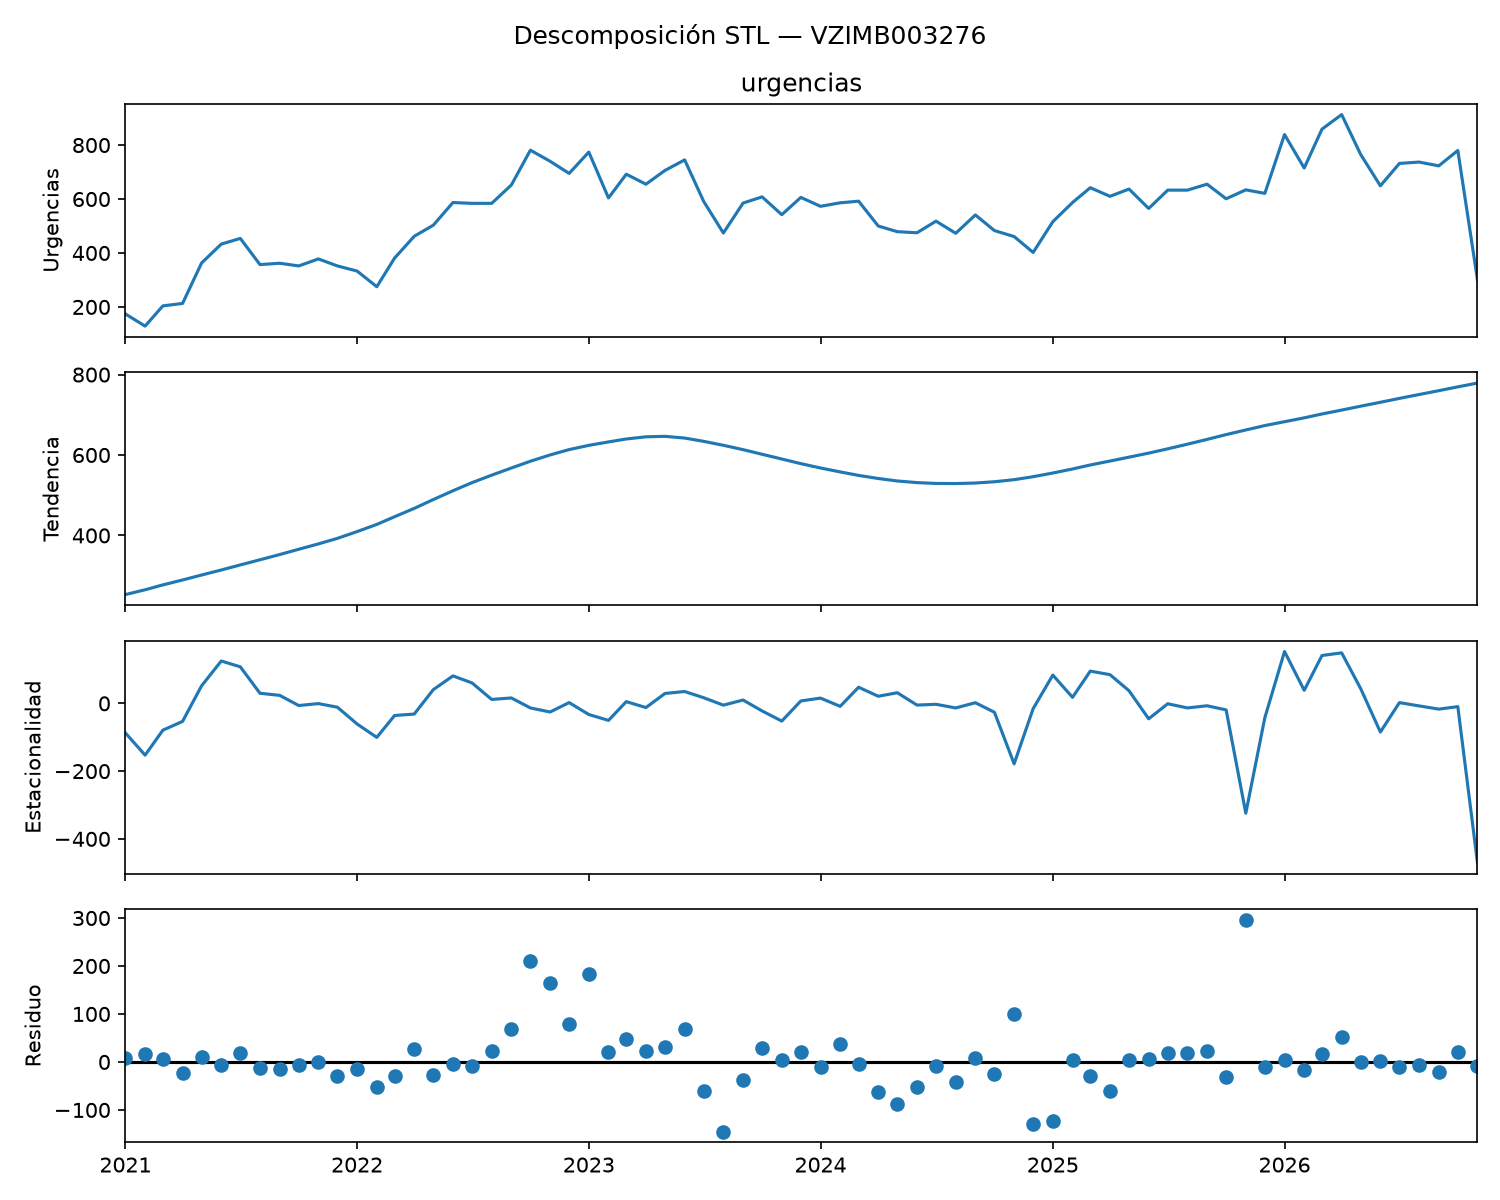 Descomposición STL — VZIMB003276
urgencias
Urgencias
800
600
400
200
Tendencia
800
600
400
Estacionalidad
0
−200
−400
Residuo
300
200
100
0
−100
2021 2022 2023 2024 2025 2026